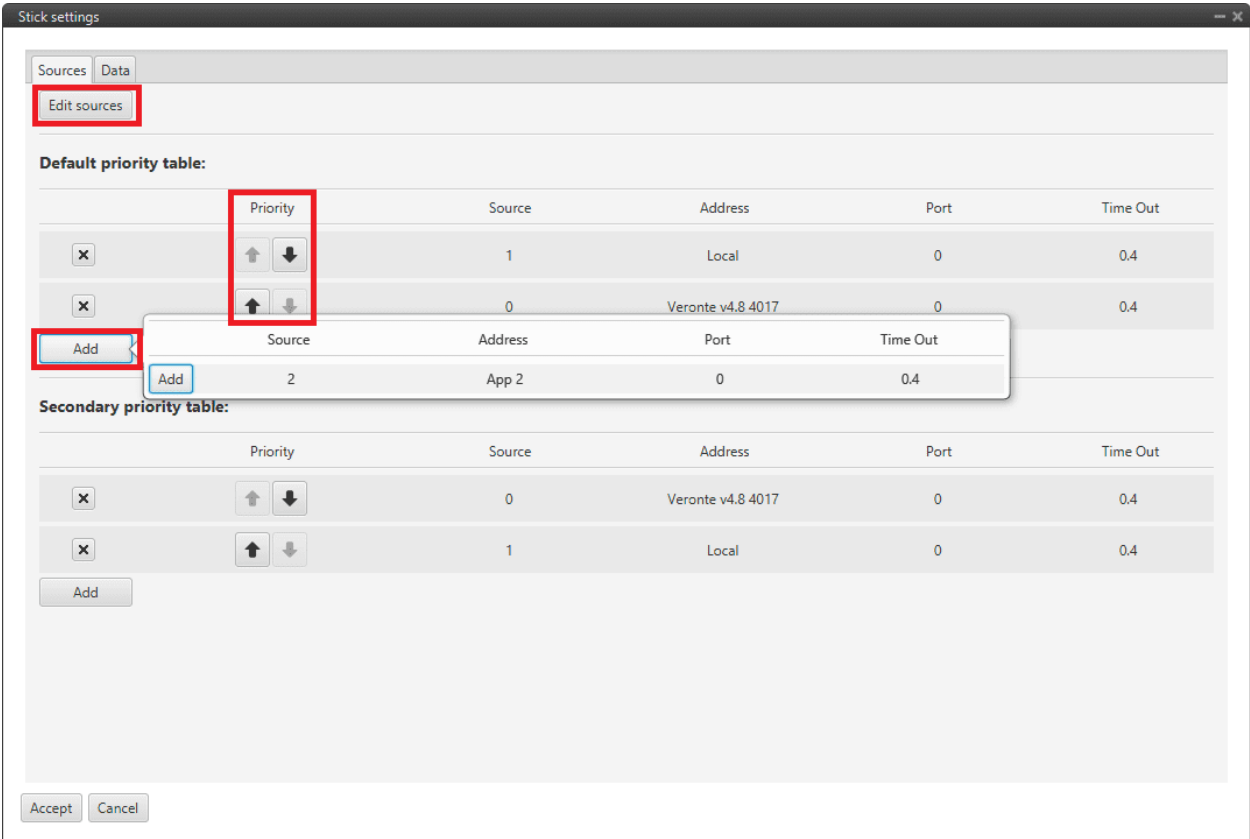 Stick settings
Sources Data
Edit sources
Default priority table:
Priority Source Address Port Time Out
1 Local 0 0.4
0 Veronte v4.8 4017 0 0.4
Add
Source Address Port Time Out
Add 2 App 2 0 0.4
Secondary priority table:
Priority Source Address Port Time Out
0 Veronte v4.8 4017 0 0.4
1 Local 0 0.4
Add
Accept Cancel